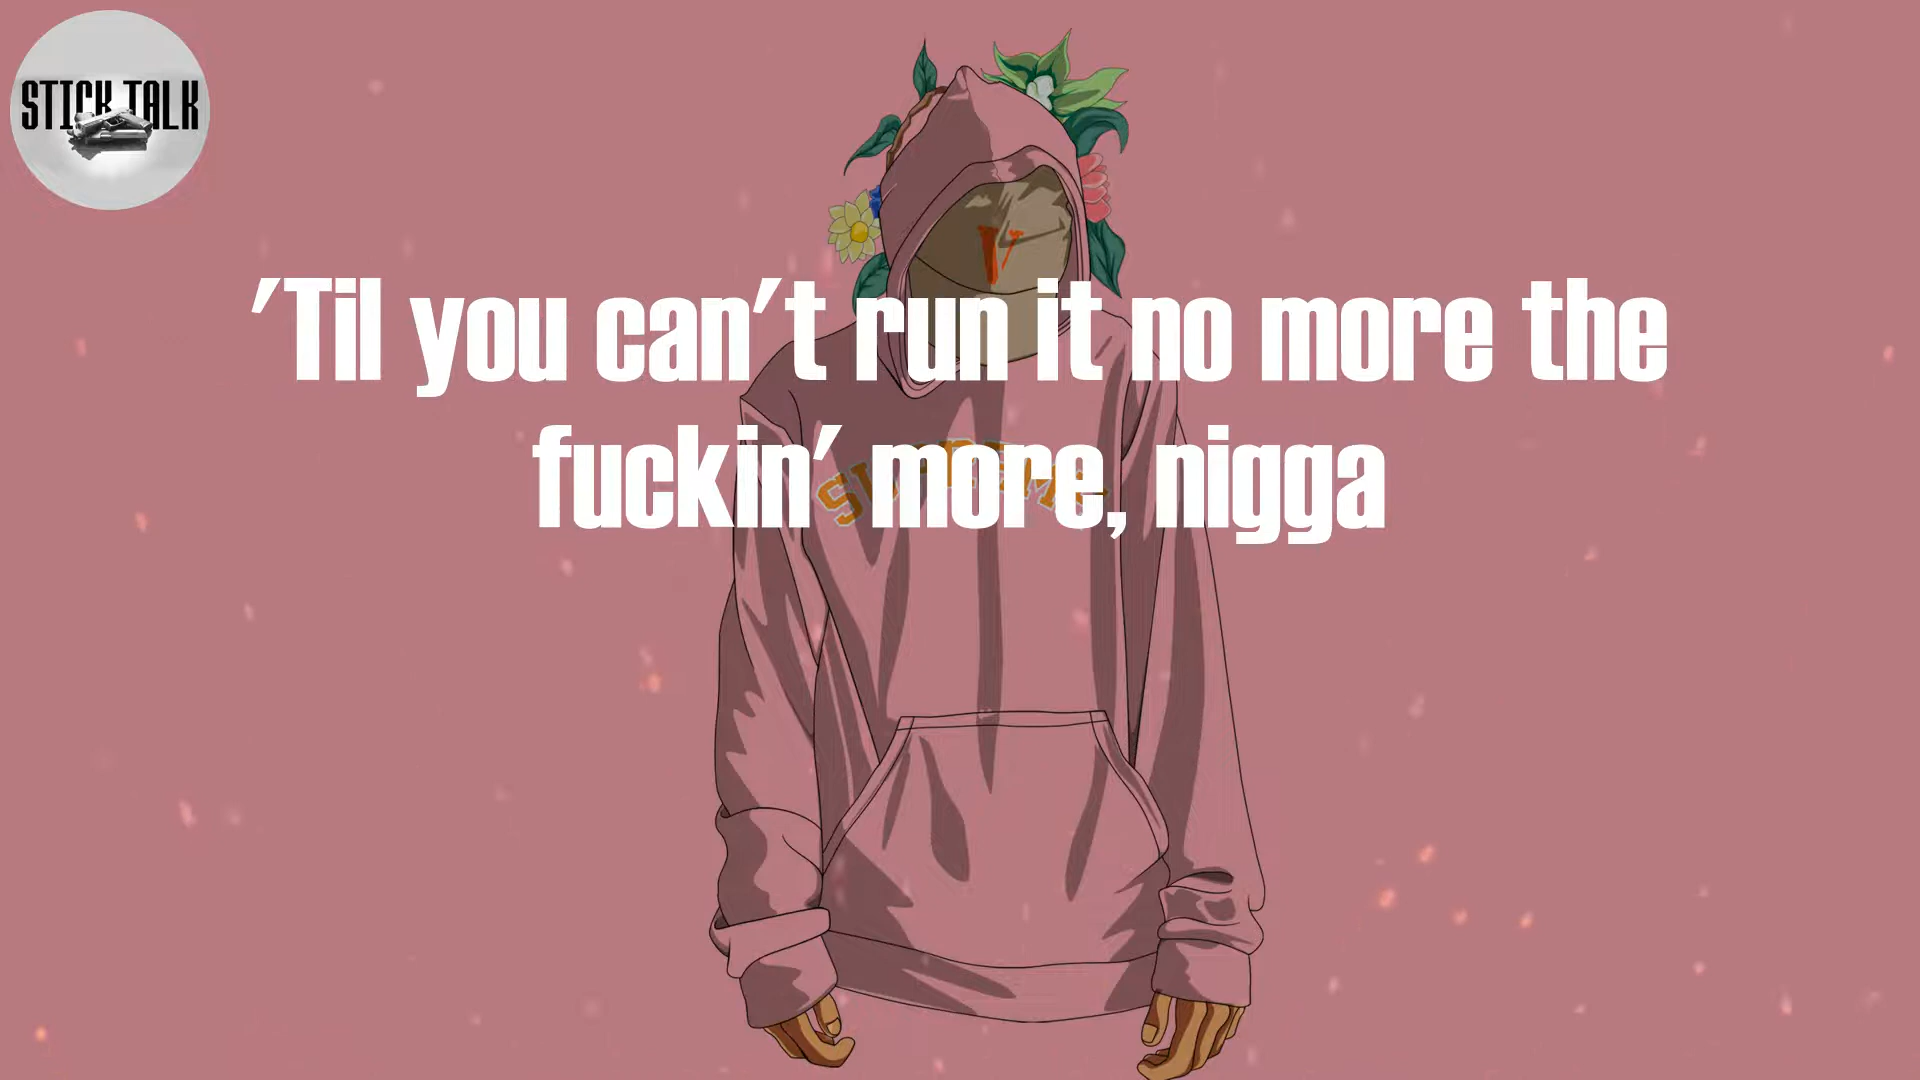 STICK TALK
'Til you can't run it no more the
fuckin' more, nigga
V